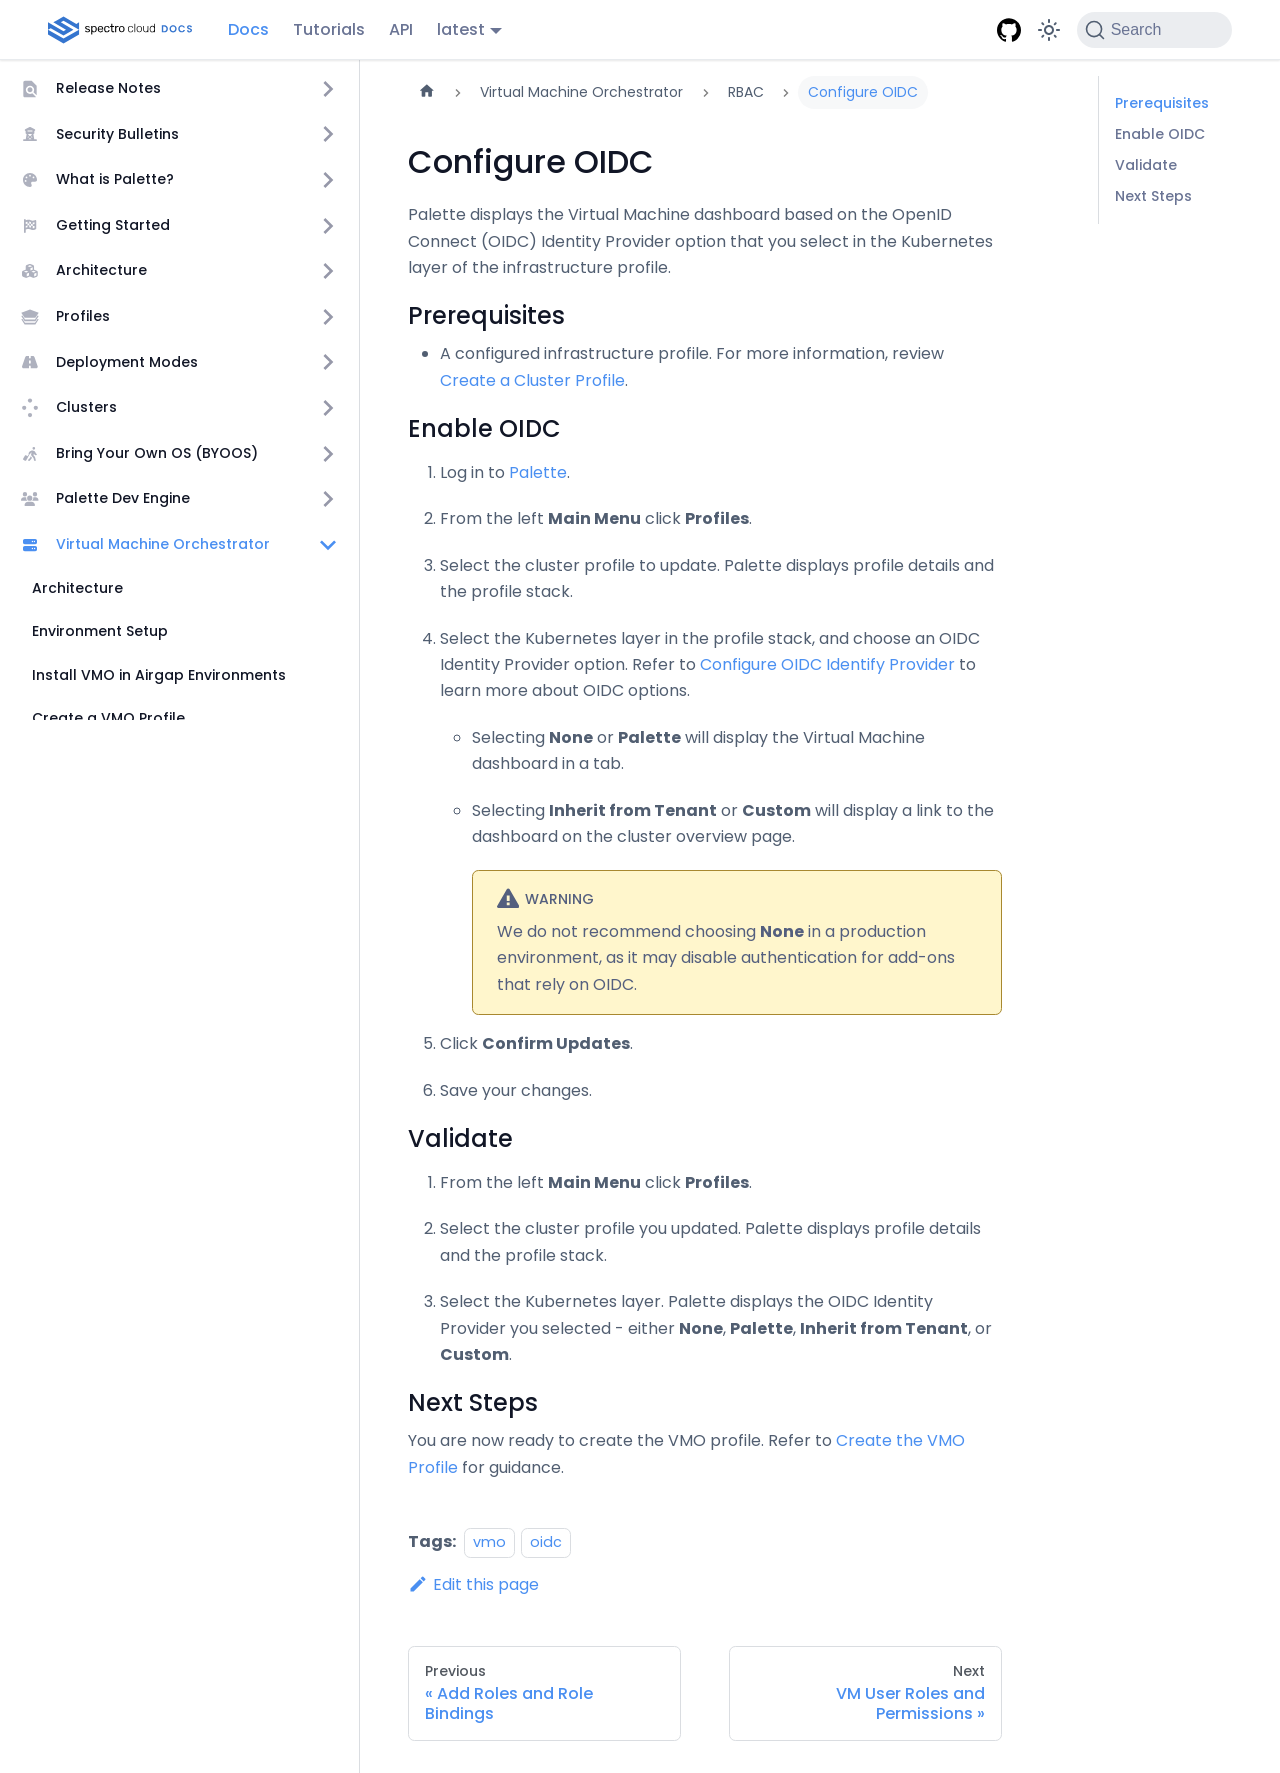 spectro cloud DOCS Docs Tutorials API latest Search
Release Notes
Security Bulletins
What is Palette?
Getting Started
Architecture
Profiles
Deployment Modes
Clusters
Bring Your Own OS (BYOOS)
Palette Dev Engine
Virtual Machine Orchestrator
Architecture
Environment Setup
Install VMO in Airgap Environments
Create a VMO Profile
Virtual Machine Orchestrator RBAC Configure OIDC
Configure OIDC
Palette displays the Virtual Machine dashboard based on the OpenID
Connect (OIDC) Identity Provider option that you select in the Kubernetes
layer of the infrastructure profile.
Prerequisites
• A configured infrastructure profile. For more information, review
Create a Cluster Profile.
Enable OIDC
1. Log in to Palette.
2. From the left Main Menu click Profiles.
3. Select the cluster profile to update. Palette displays profile details and
the profile stack.
4. Select the Kubernetes layer in the profile stack, and choose an OIDC
Identity Provider option. Refer to Configure OIDC Identify Provider to
learn more about OIDC options.
◦ Selecting None or Palette will display the Virtual Machine
dashboard in a tab.
◦ Selecting Inherit from Tenant or Custom will display a link to the
dashboard on the cluster overview page.
WARNING
We do not recommend choosing None in a production
environment, as it may disable authentication for add-ons
that rely on OIDC.
5. Click Confirm Updates.
6. Save your changes.
Validate
1. From the left Main Menu click Profiles.
2. Select the cluster profile you updated. Palette displays profile details
and the profile stack.
3. Select the Kubernetes layer. Palette displays the OIDC Identity
Provider you selected - either None, Palette, Inherit from Tenant, or
Custom.
Next Steps
You are now ready to create the VMO profile. Refer to Create the VMO
Profile for guidance.
Tags: vmo oidc
Edit this page
Previous
« Add Roles and Role
Bindings
Next
VM User Roles and
Permissions »
Prerequisites
Enable OIDC
Validate
Next Steps